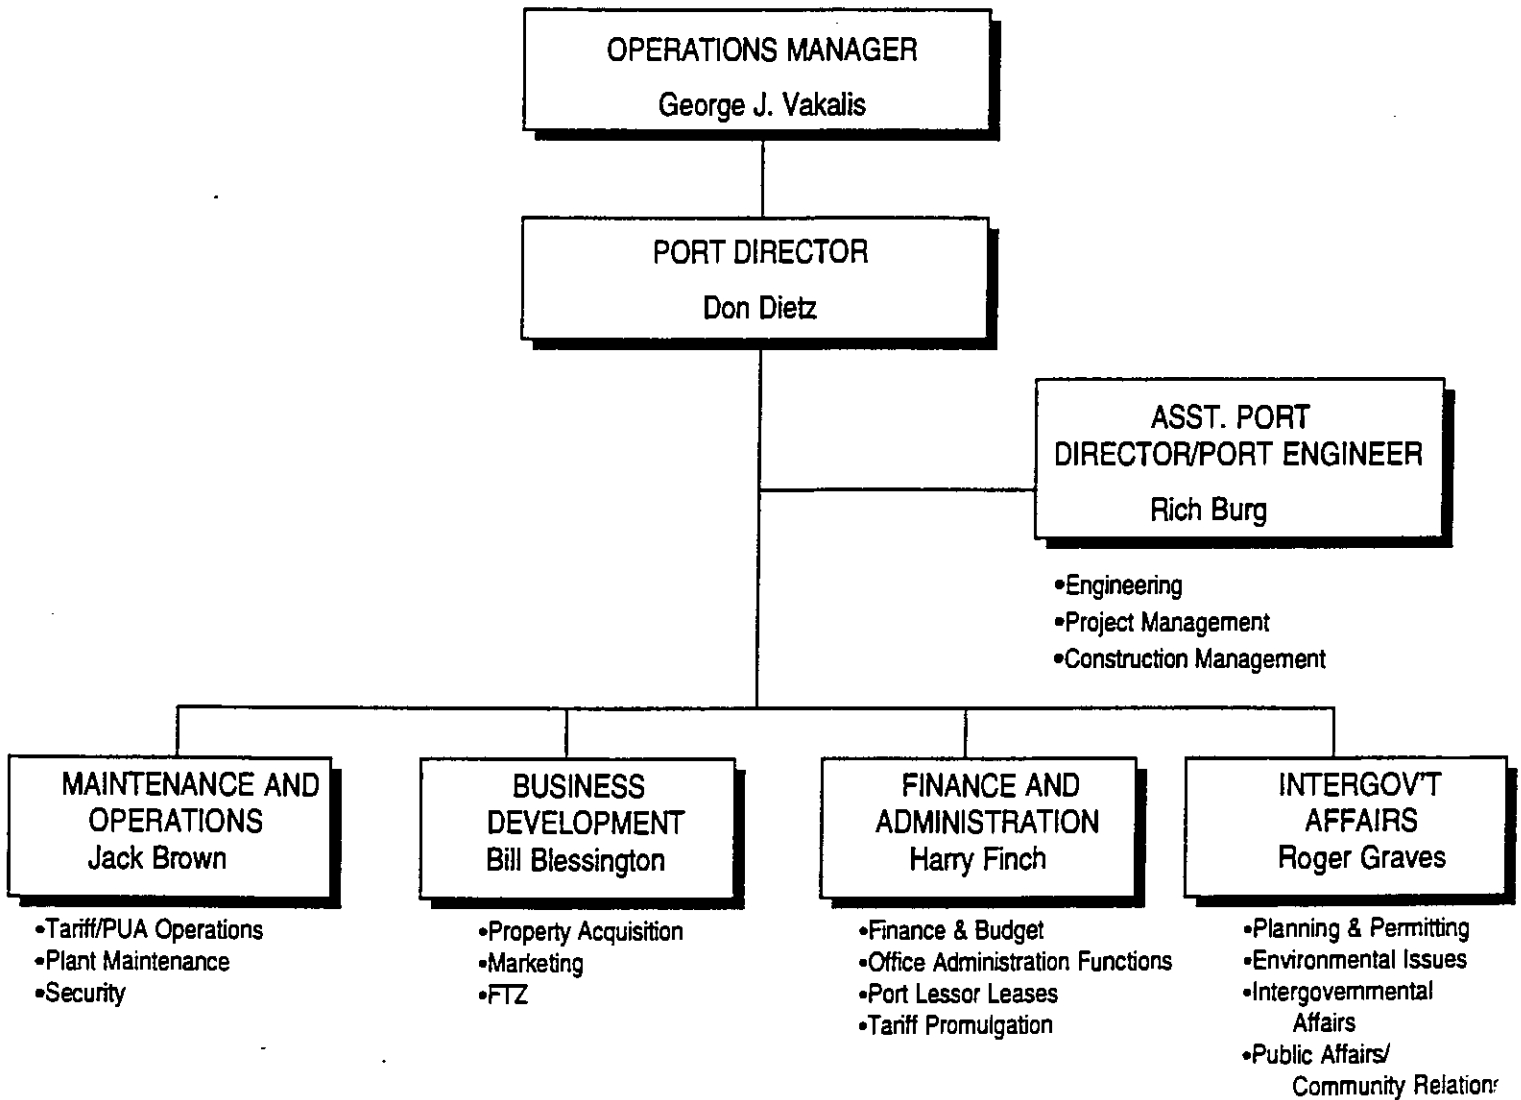 OPERATIONS MANAGER
George J. Vakalis
PORT DIRECTOR
Don Dietz
ASST. PORT
DIRECTOR/PORT ENGINEER
Rich Burg
•Engineering
•Project Management
•Construction Management
MAINTENANCE AND
OPERATIONS
Jack Brown
•Tariff/PUA Operations
•Plant Maintenance
•Security
BUSINESS
DEVELOPMENT
Bill Blessington
•Property Acquisition
•Marketing
•FTZ
FINANCE AND
ADMINISTRATION
Harry Finch
•Finance & Budget
•Office Administration Functions
•Port Lessor Leases
•Tariff Promulgation
INTERGOV'T
AFFAIRS
Roger Graves
•Planning & Permitting
•Environmental Issues
•Intergovernmental
Affairs
•Public Affairs/
Community Relations